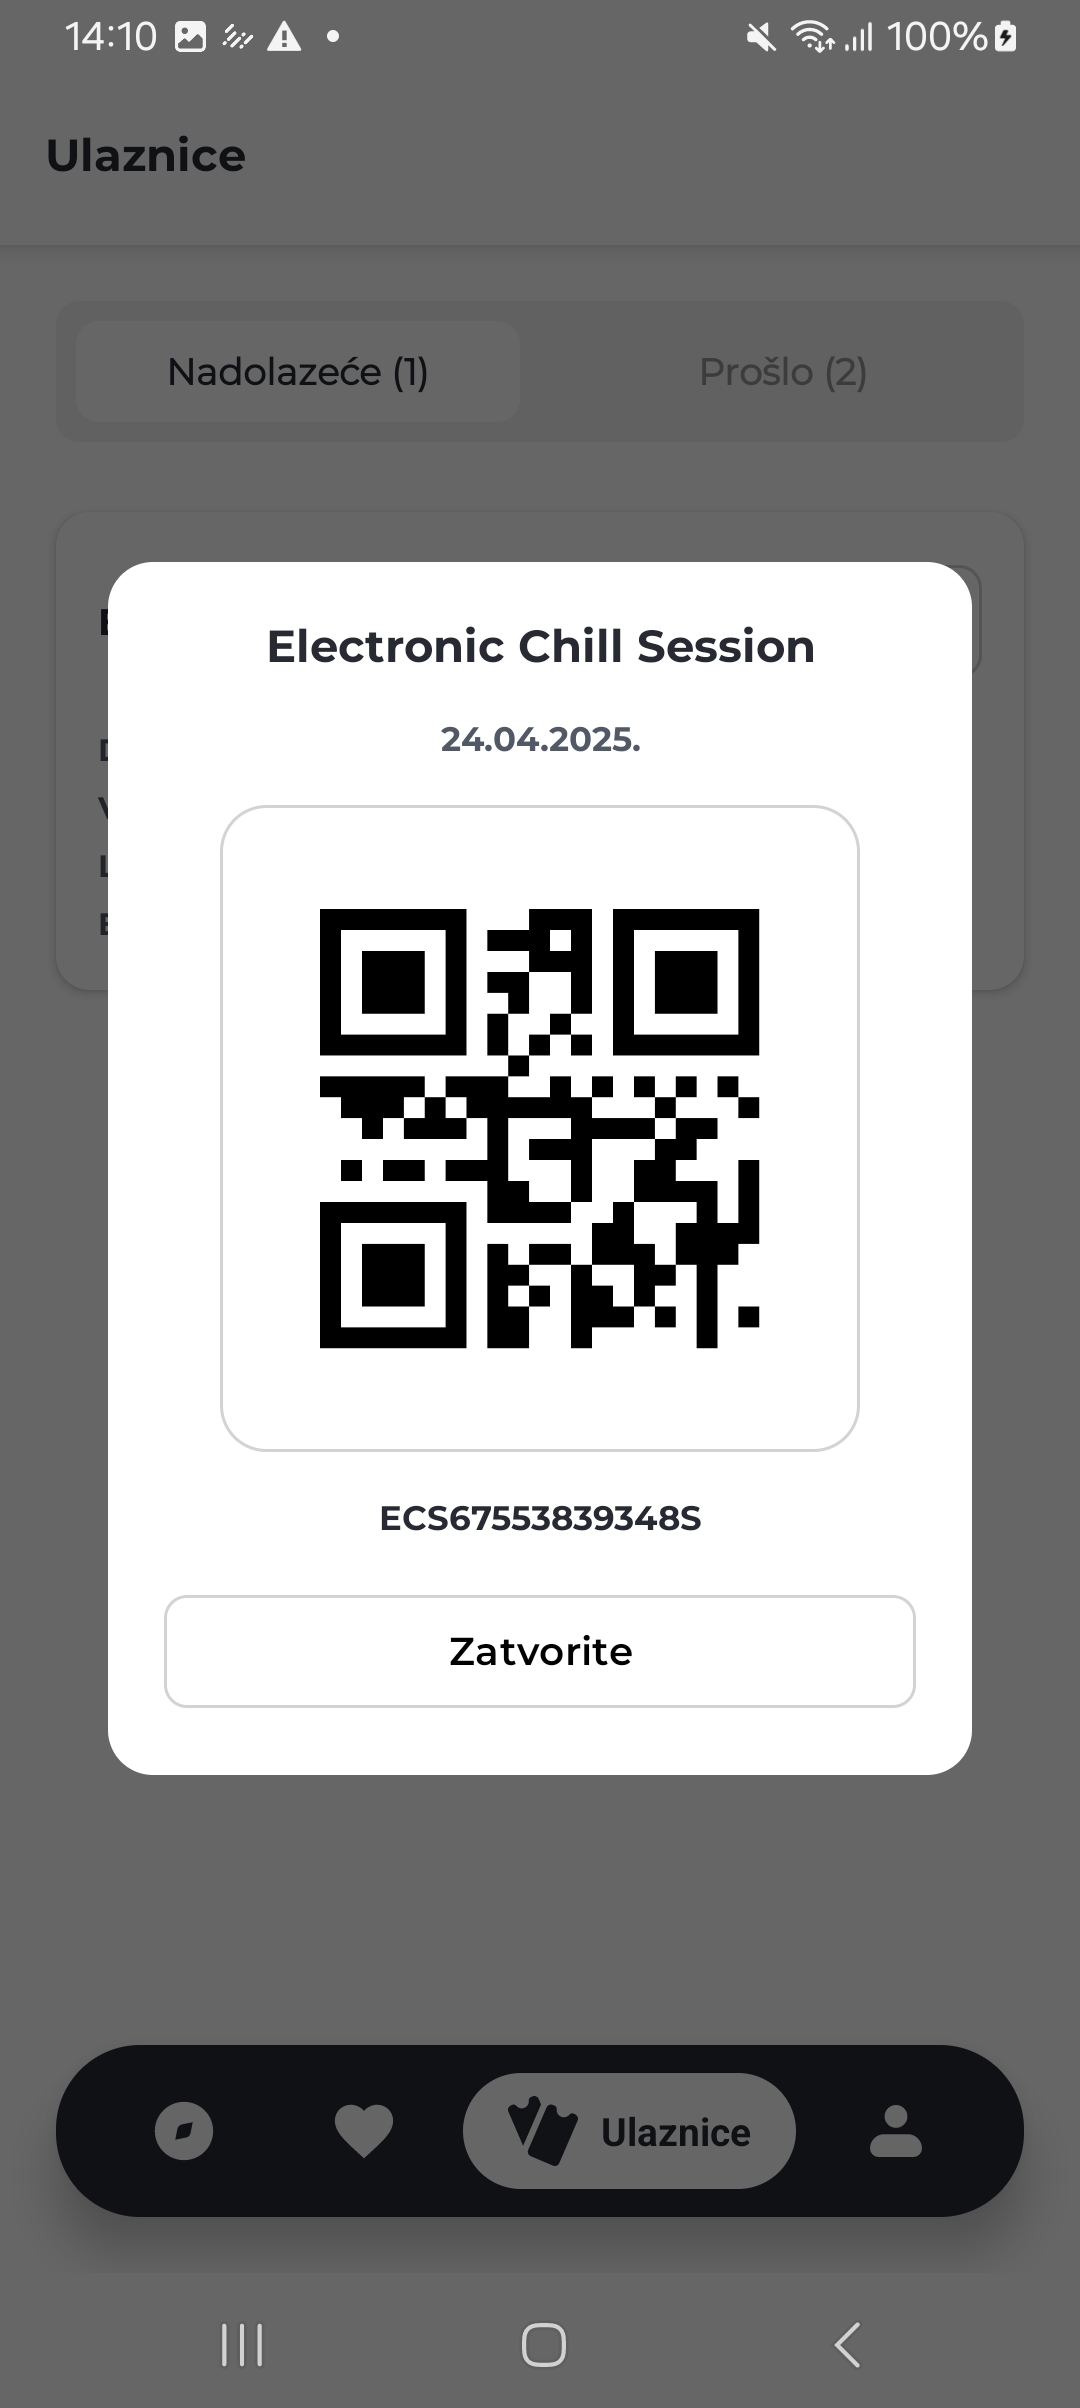 14:10
100%
Ulaznice
Nadolazeće (1)
Prošlo (2)
Electronic Chill Session
24.04.2025.
ECS67553839348S
Zatvorite
Ulaznice